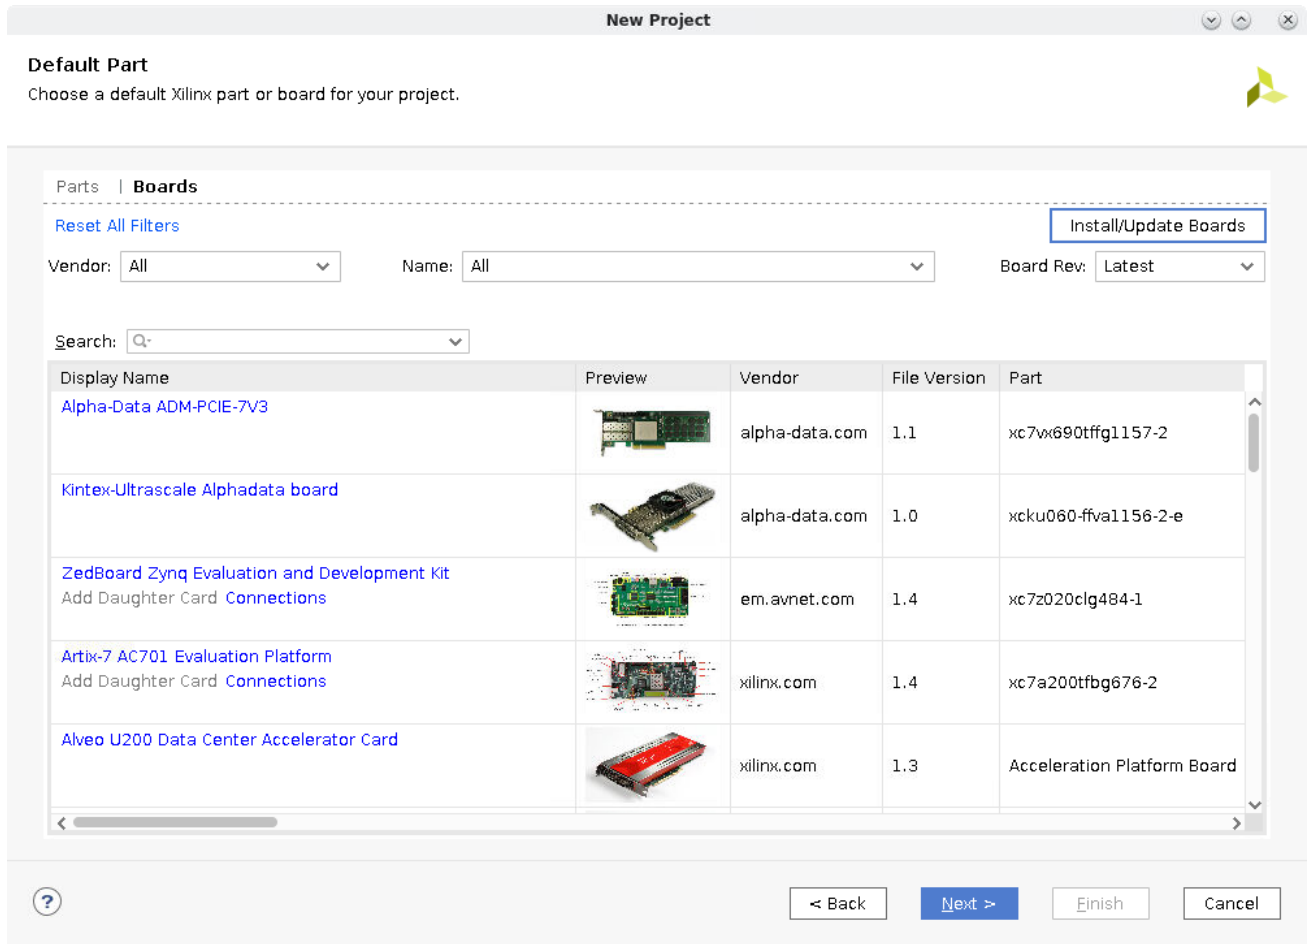 New Project
Default Part
Choose a default Xilinx part or board for your project.
Parts | Boards
Reset All Filters
Install/Update Boards
Vendor: All
Name: All
Board Rev: Latest
Search:
Display Name Preview Vendor File Version Part
Alpha-Data ADM-PCIE-7V3
alpha-data.com 1.1 xc7vx690tffg1157-2
Kintex-Ultrascale Alphadata board
alpha-data.com 1.0 xcku060-ffva1156-2-e
ZedBoard Zynq Evaluation and Development Kit
Add Daughter Card Connections
em.avnet.com 1.4 xc7z020clg484-1
Artix-7 AC701 Evaluation Platform
Add Daughter Card Connections
xilinx.com 1.4 xc7a200tfbg676-2
Alveo U200 Data Center Accelerator Card
xilinx.com 1.3 Acceleration Platform Board
? < Back Next > Finish Cancel